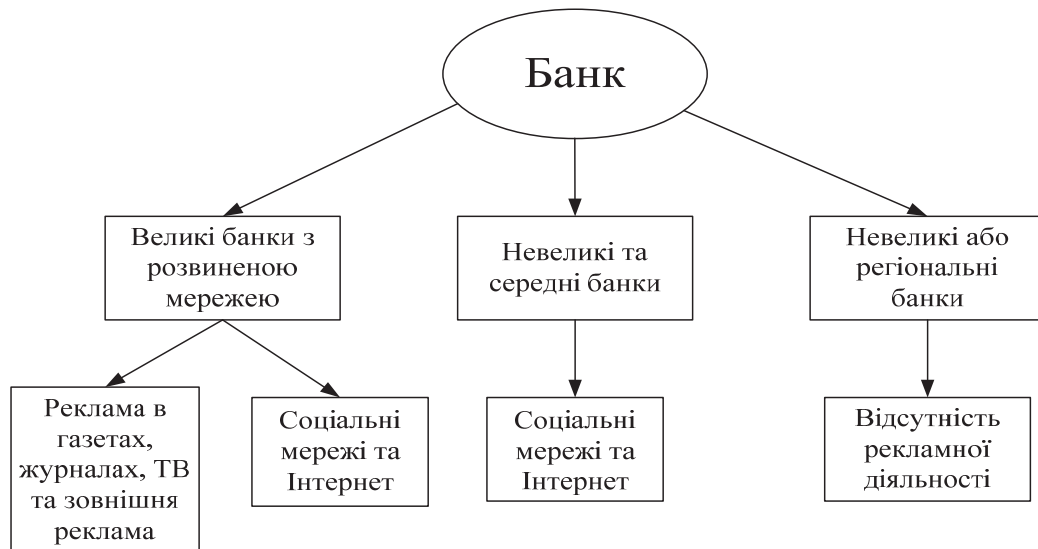 Банк
Великі банки з
розвиненою
мережею
Невеликі та
середні банки
Невеликі або
регіональні
банки
Реклама в
газетах,
журналах, ТВ
та зовнішня
реклама
Соціальні
мережі та
Інтернет
Соціальні
мережі та
Інтернет
Відсутність
рекламної
діяльності